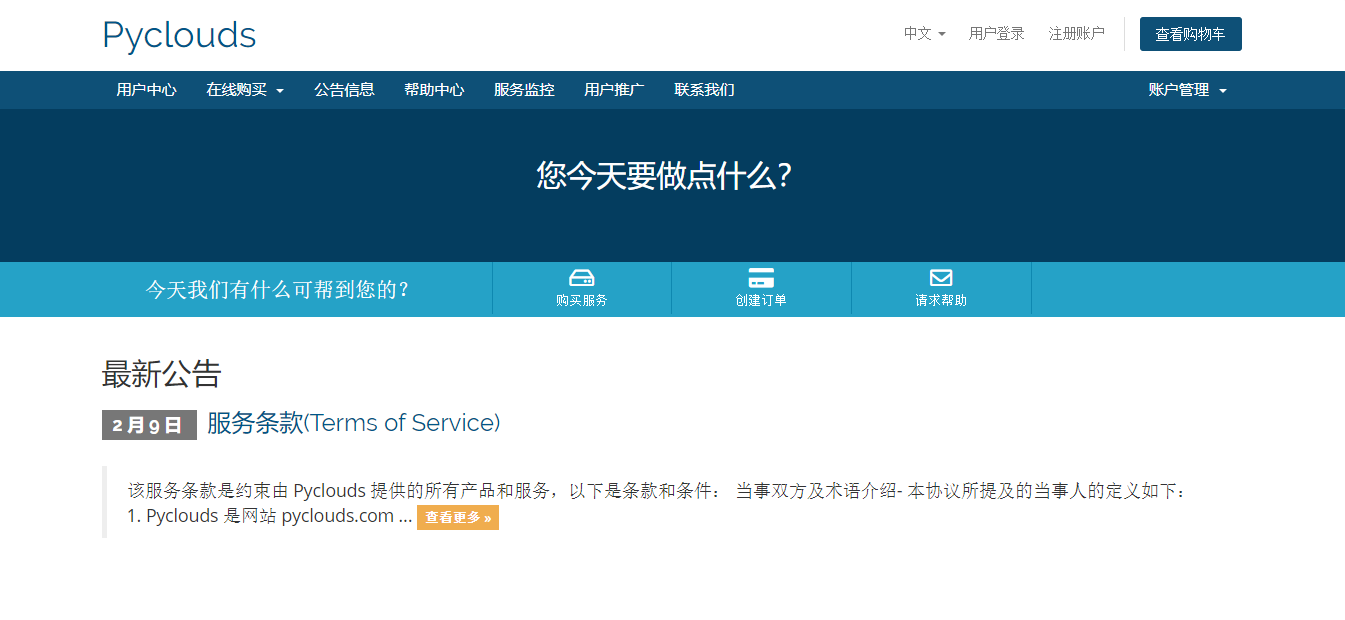 Pyclouds
中文 用户登录 注册账户 查看购物车
用户中心 在线购买 公告信息 帮助中心 服务监控 用户推广 联系我们 账户管理
您今天要做点什么?
今天我们有什么可帮到您的? 购买服务 创建订单 请求帮助
最新公告
2月9日 服务条款(Terms of Service)
该服务条款是约束由 Pyclouds 提供的所有产品和服务，以下是条款和条件： 当事双方及术语介绍- 本协议所提及的当事人的定义如下：
1. Pyclouds 是网站 pyclouds.com ... 查看更多 »